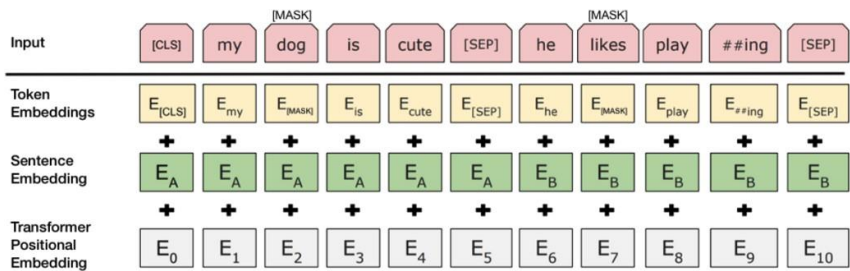 [MASK] [MASK]
Input [CLS] my dog is cute [SEP] he likes play ##ing [SEP]
Token
Embeddings E[CLS] Emy E[MASK] Eis Ecute E[SEP] Ehe E[MASK] Eplay E##ing E[SEP]
+ + + + + + + + + + +
Sentence
Embedding EA EA EA EA EA EA EB EB EB EB EB
+ + + + + + + + + + +
Transformer
Positional
Embedding E0 E1 E2 E3 E4 E5 E6 E7 E8 E9 E10